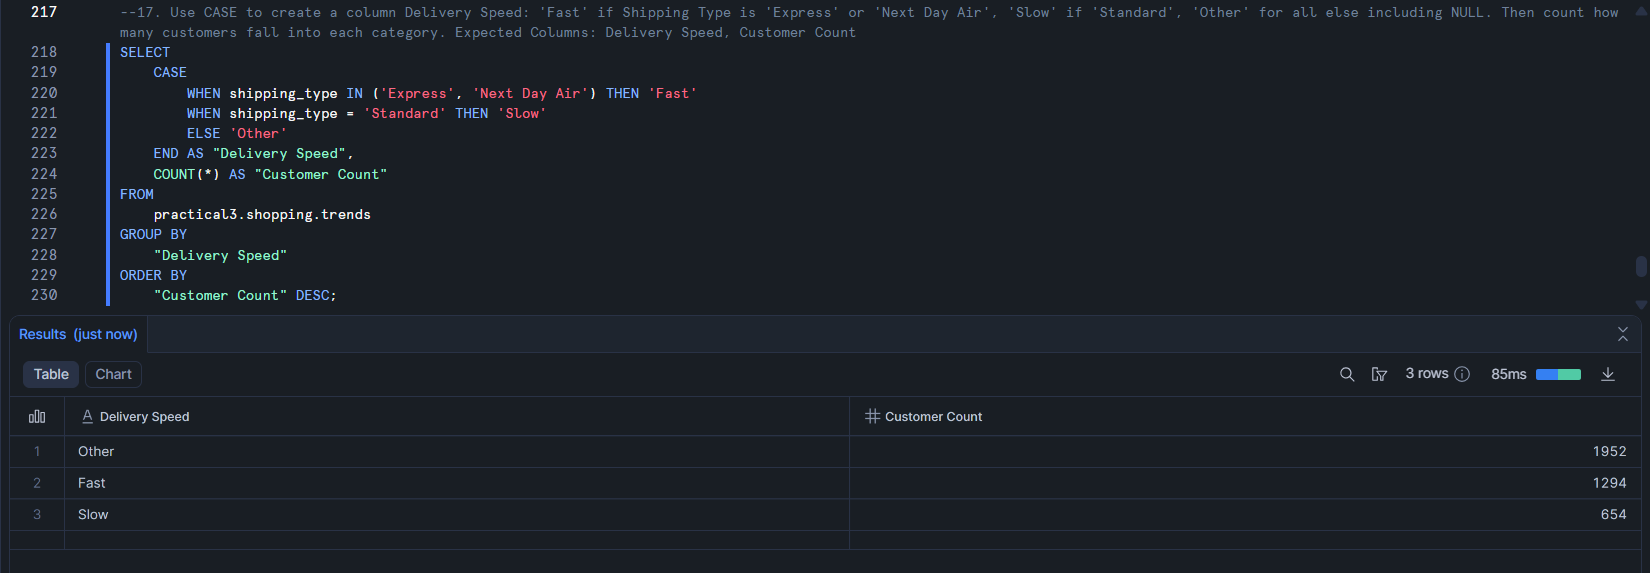 217 --17. Use CASE to create a column Delivery Speed: 'Fast' if Shipping Type is 'Express' or 'Next Day Air', 'Slow' if 'Standard', 'Other' for all else including NULL. Then count how
many customers fall into each category. Expected Columns: Delivery Speed, Customer Count
218 SELECT
219 CASE
220 WHEN shipping_type IN ('Express', 'Next Day Air') THEN 'Fast'
221 WHEN shipping_type = 'Standard' THEN 'Slow'
222 ELSE 'Other'
223 END AS "Delivery Speed",
224 COUNT(*) AS "Customer Count"
225 FROM
226 practical3.shopping.trends
227 GROUP BY
228 "Delivery Speed"
229 ORDER BY
230 "Customer Count" DESC;
Results (just now)
Table Chart 3 rows 85ms
A Delivery Speed # Customer Count
1 Other 1952
2 Fast 1294
3 Slow 654